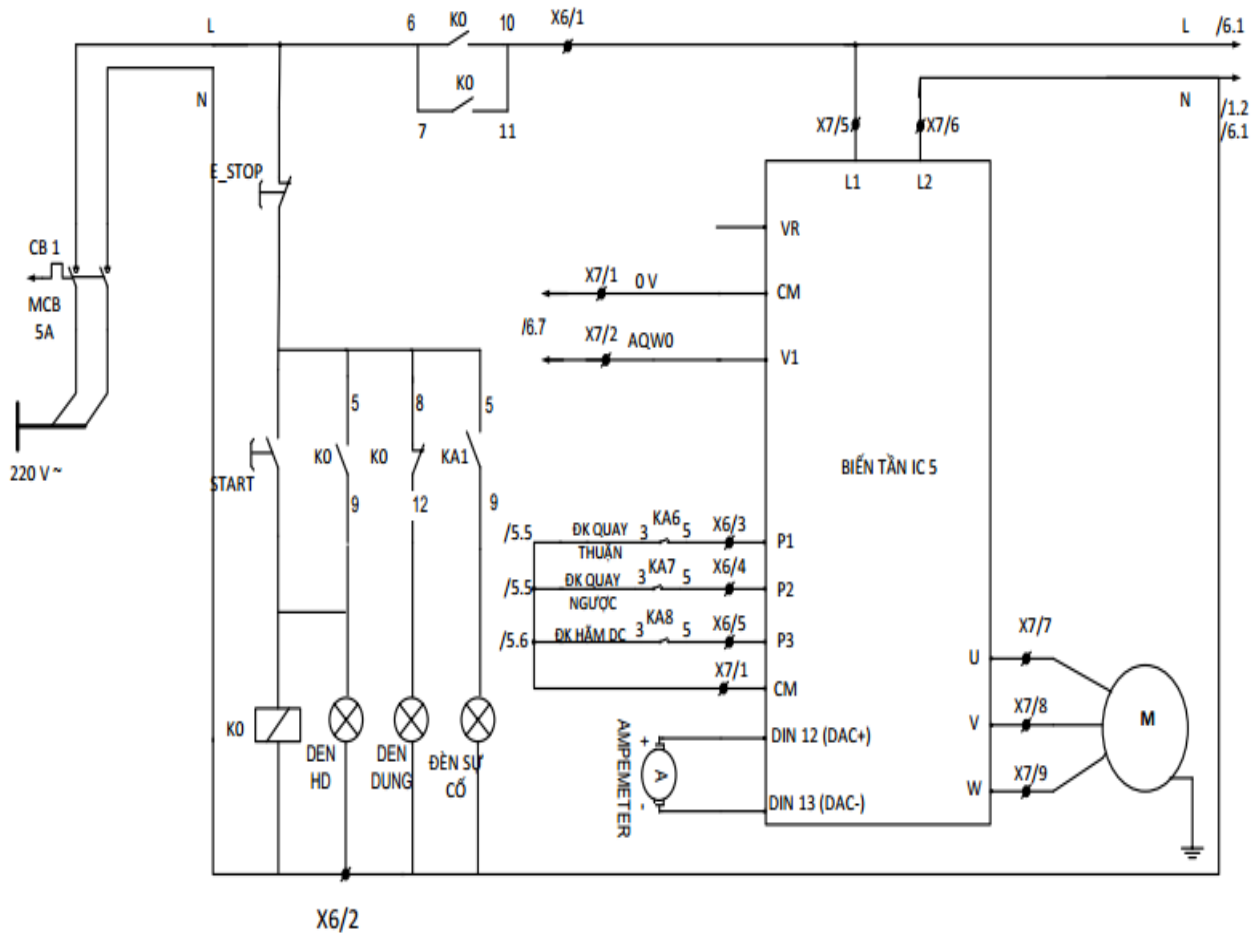 L
6
K0
10
X6/1
L
/6.1
K0
N
7
11
N
/1.2
/6.1
X7/5
X7/6
L1
L2
E_STOP
VR
CB 1
MCB
5A
X7/1
0 V
CM
/6.7
X7/2
AQW0
V1
5
8
5
220 V ~
START
K0
K0
KA1
BIẾN TẦN IC 5
9
12
9
/5.5
ĐK QUAY
THUẬN
3
KA6
5
X6/3
P1
/5.5
ĐK QUAY
NGƯỢC
3
KA7
5
X6/4
P2
/5.6
ĐK HÃM DC
3
KA8
5
X6/5
P3
X7/1
CM
U
X7/7
V
X7/8
W
X7/9
M
K0
DEN
HD
DEN
DUNG
ĐÈN SỰ
CỐ
AMPEMETER
+
A
-
DIN 12 (DAC+)
DIN 13 (DAC-)
X6/2